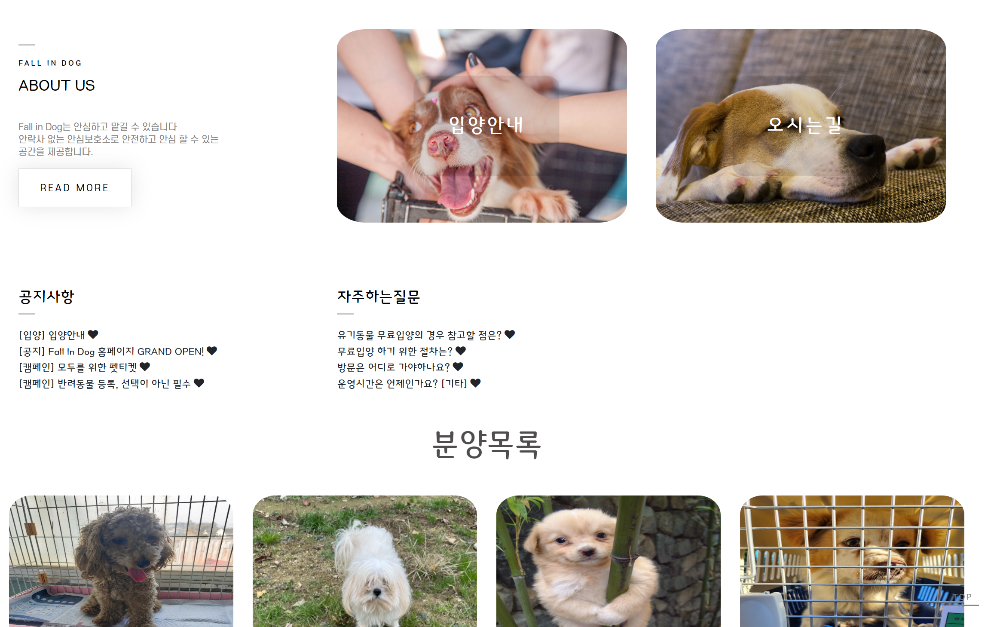 FALL IN DOG
ABOUT US
Fall in Dog는 안심하고 맡길 수 있습니다
안락사 없는 안심보호소로 안전하고 안심 할 수 있는
공간을 제공합니다.
READ MORE
입양안내
오시는길
공지사항
[입양] 입양안내 ♥
[공지] Fall In Dog 홈페이지 GRAND OPEN! ♥
[캠페인] 모두를 위한 펫티켓 ♥
[캠페인] 반려동물 등록, 선택이 아닌 필수 ♥
자주하는질문
유기동물 무료입양의 경우 참고할 점은? ♥
무료입양 하기 위한 절차는? ♥
방문은 어디로 가야하나요? ♥
운영시간은 언제인가요? [기타] ♥
분양목록
TOP